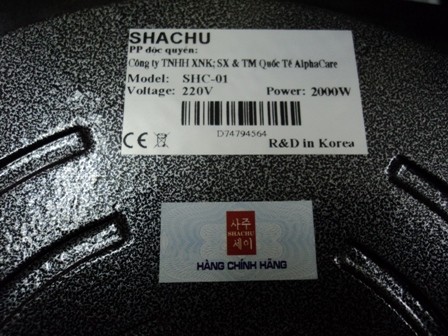 SHACHU
PP độc quyền:
Công ty TNHH XNK; SX & TM Quốc Tế AlphaCare
Model: SHC-01
Voltage: 220V Power: 2000W
D74794564
CE R&D in Korea
사주
SHACHU
세이
HÀNG CHÍNH HÃNG